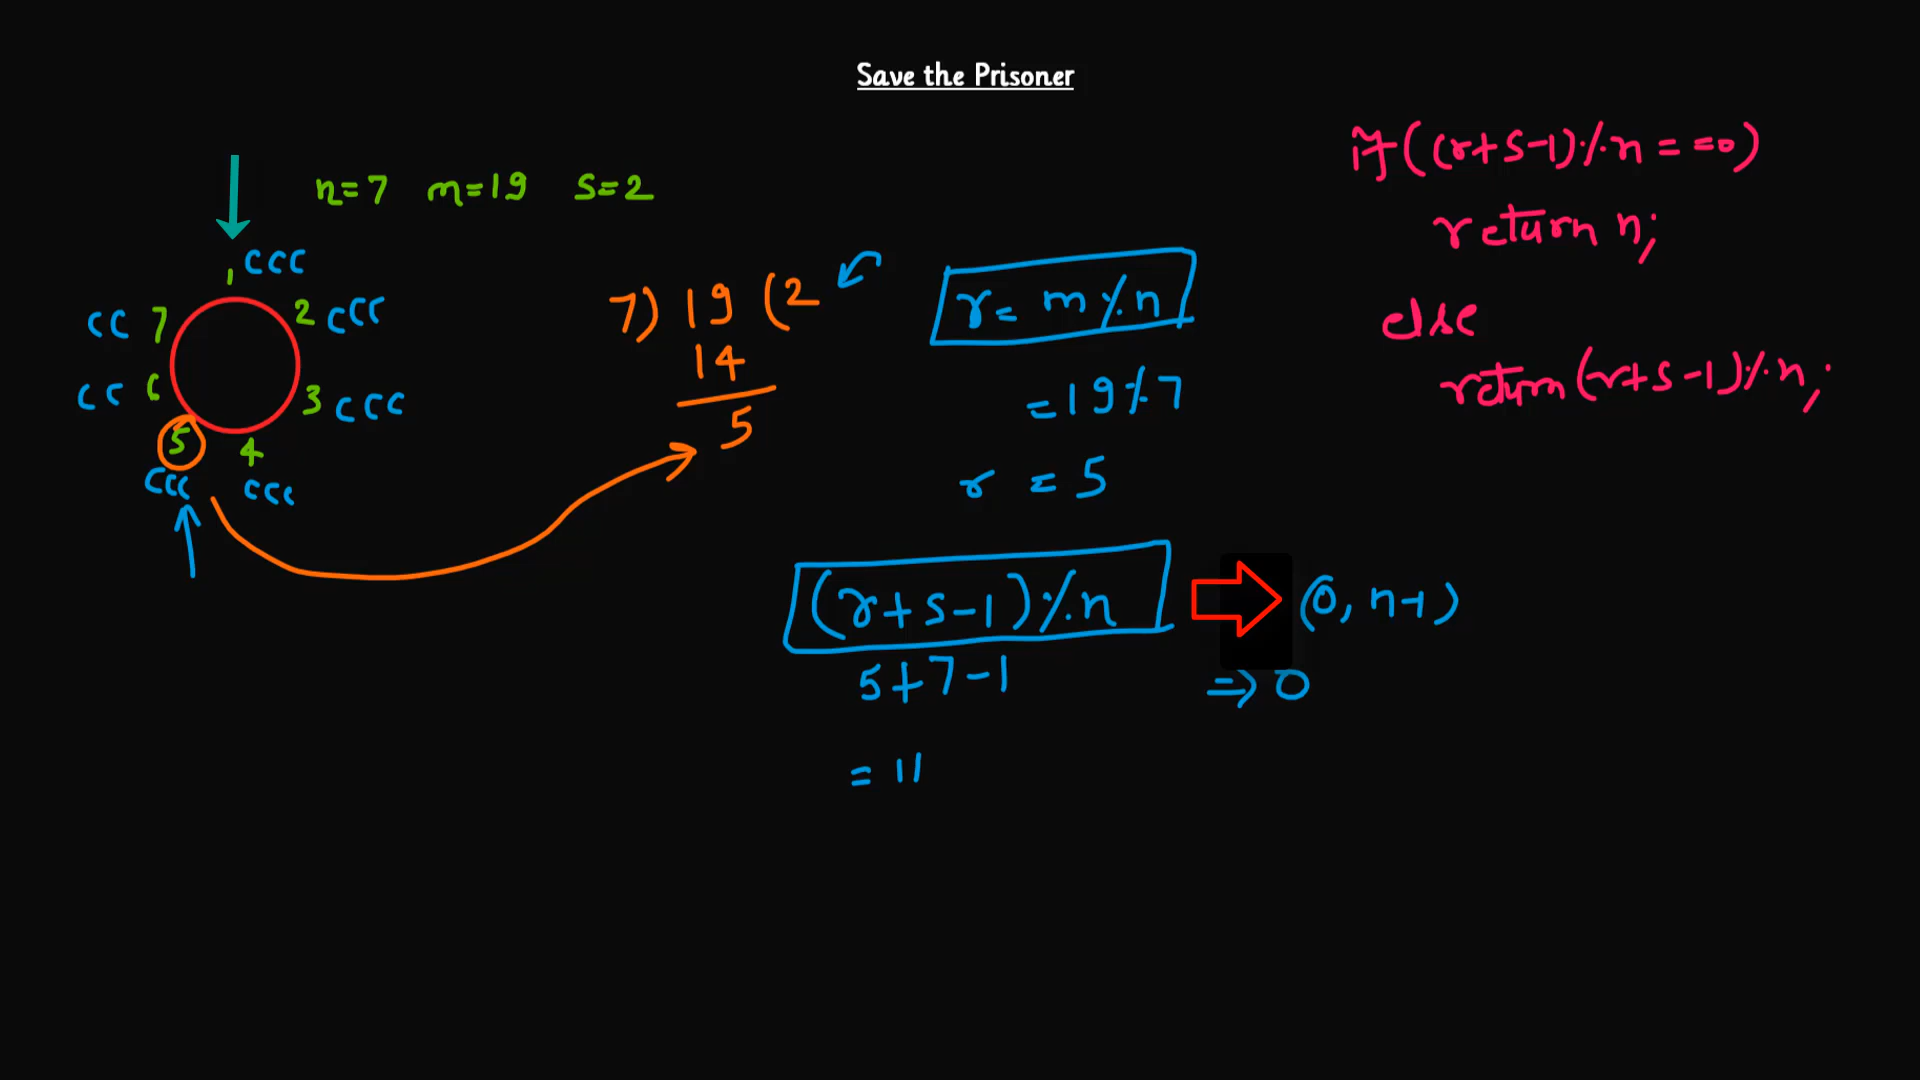 Save the Prisoner
n=7 m=19 s=2
1 ccc
2 ccc
3 ccc
4 ccc
5 ccc
cc 6
cc 7
7) 19 (2
14
5
r= m%n
=19%7
r = 5
(r+s-1)%n
(0, n-1)
5+7-1
=> 0
= 11
if((r+s-1)%n==0)
return n;
else
return(r+s-1)%n;